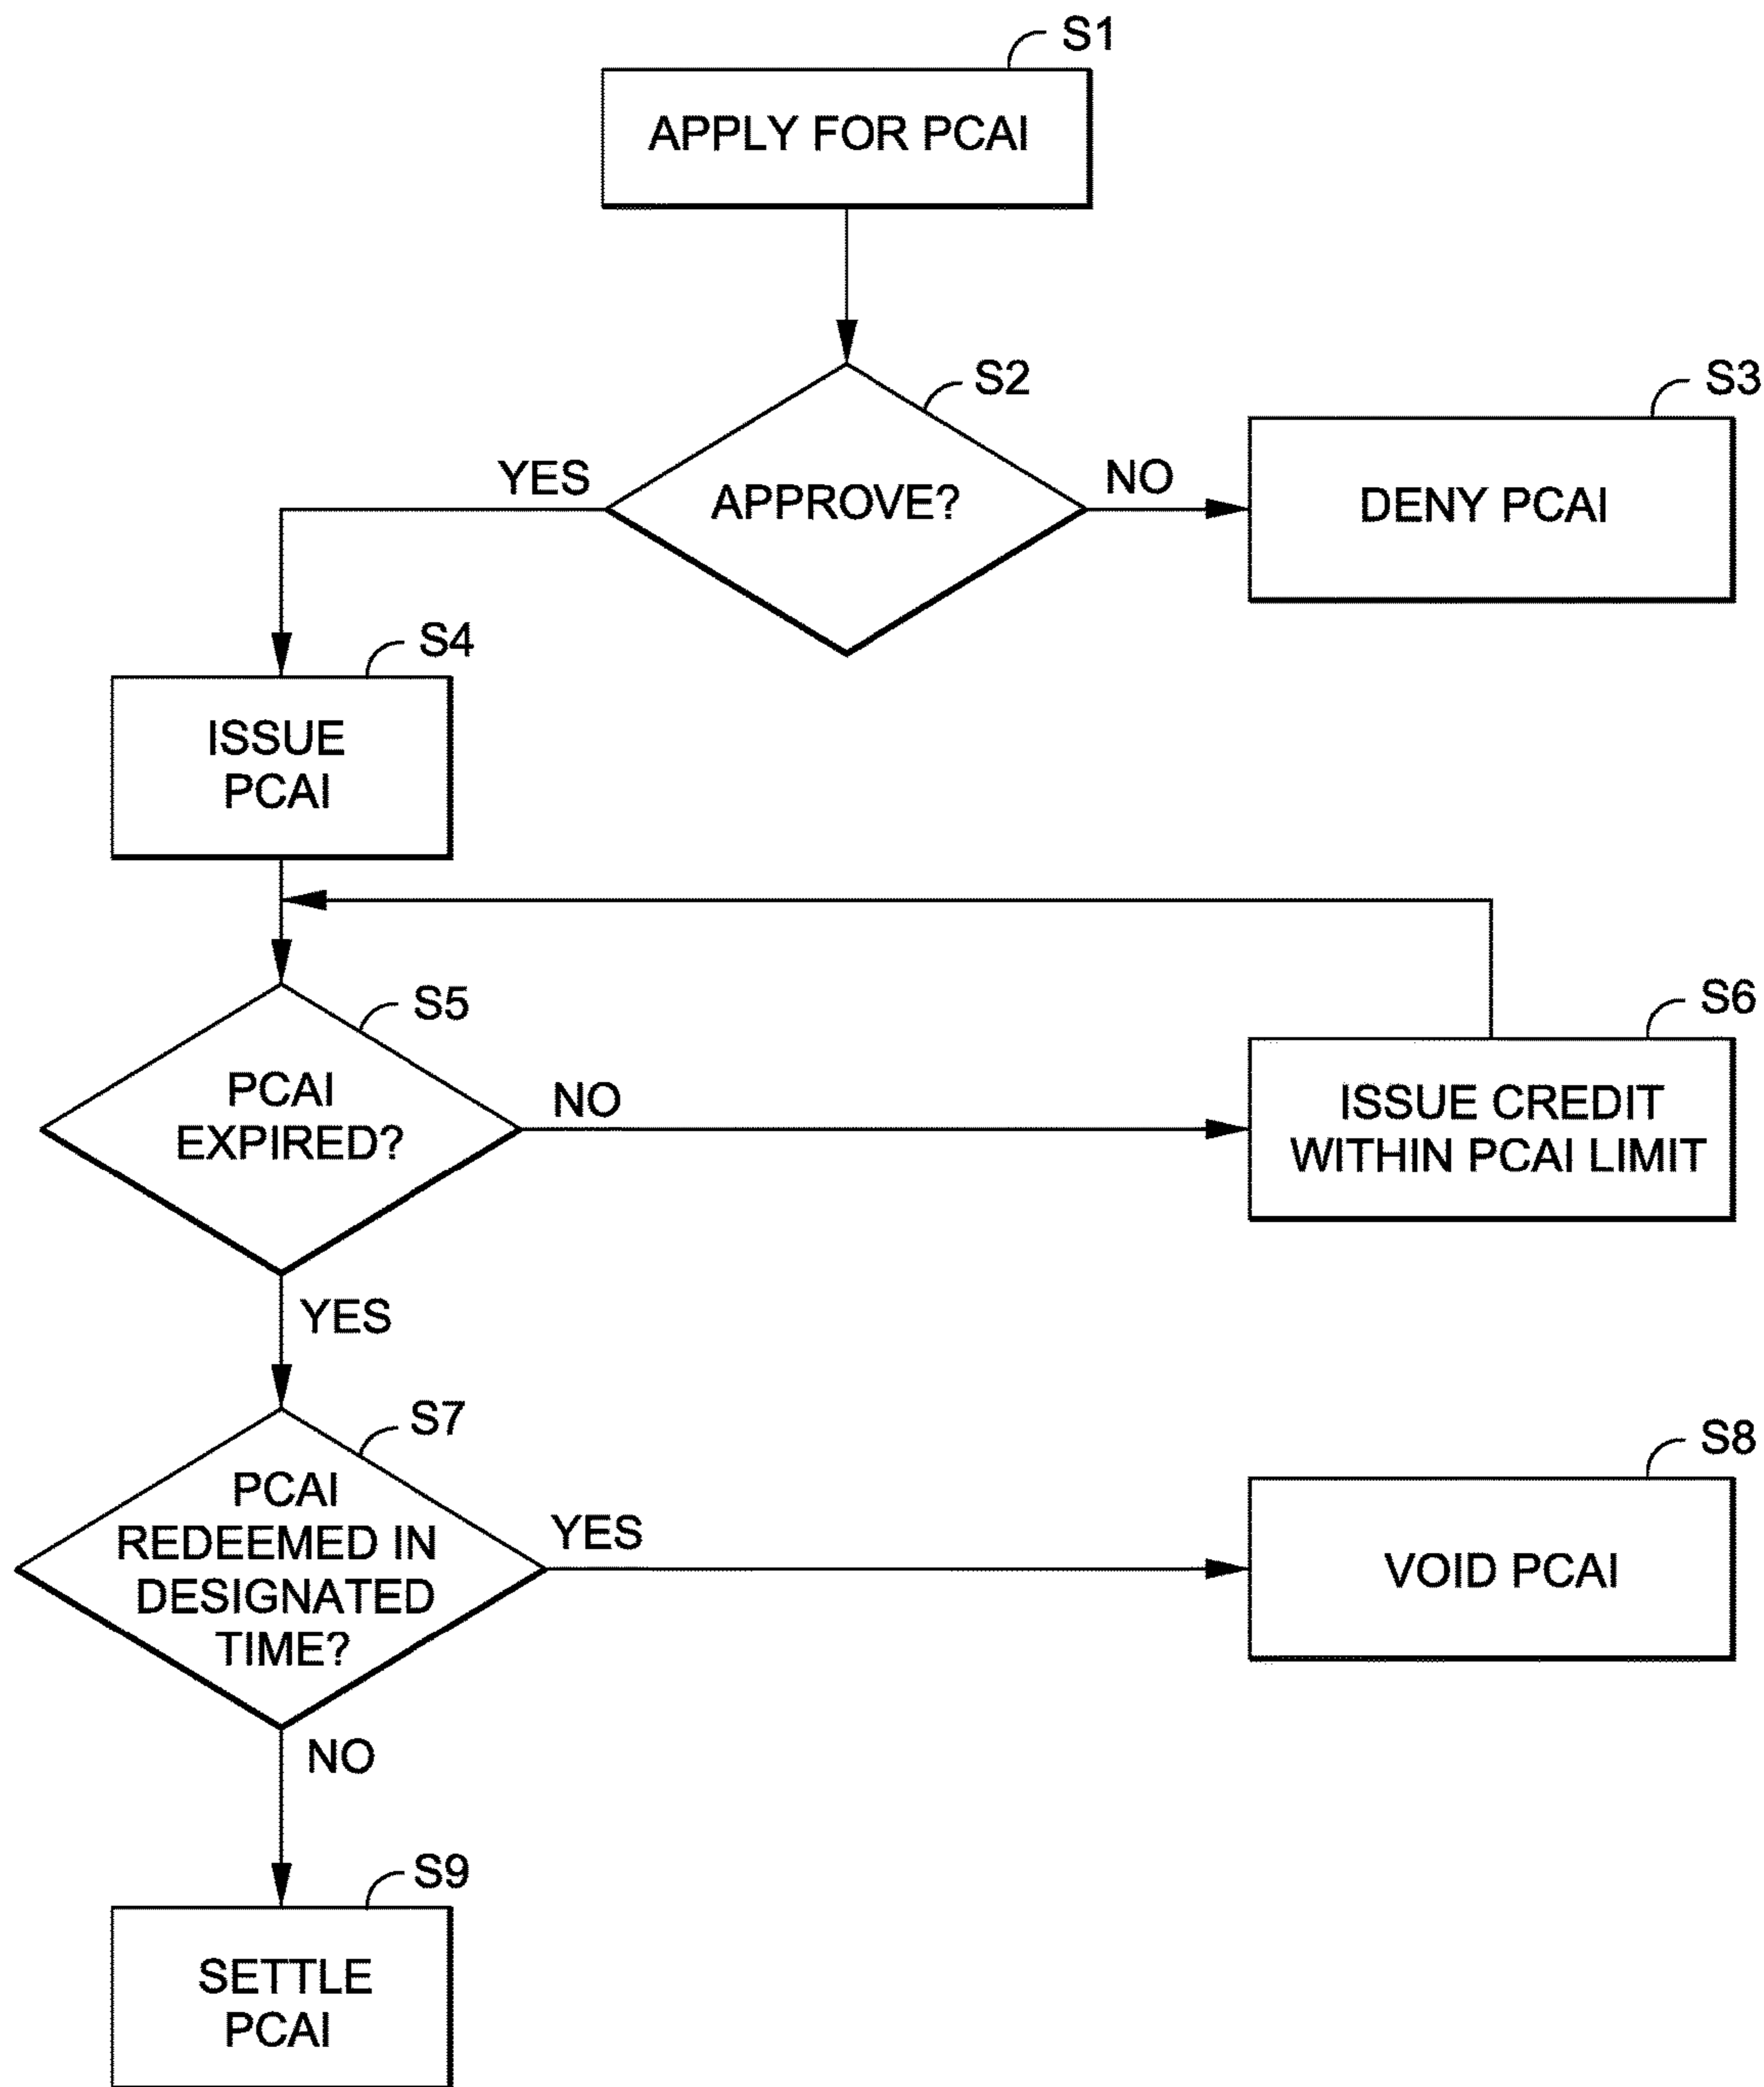 S1
APPLY FOR PCAI
S2
APPROVE?
YES
NO
S3
DENY PCAI
S4
ISSUE
PCAI
S5
PCAI
EXPIRED?
NO
YES
S6
ISSUE CREDIT
WITHIN PCAI LIMIT
S7
PCAI
REDEEMED IN
DESIGNATED
TIME?
YES
NO
S8
VOID PCAI
S9
SETTLE
PCAI